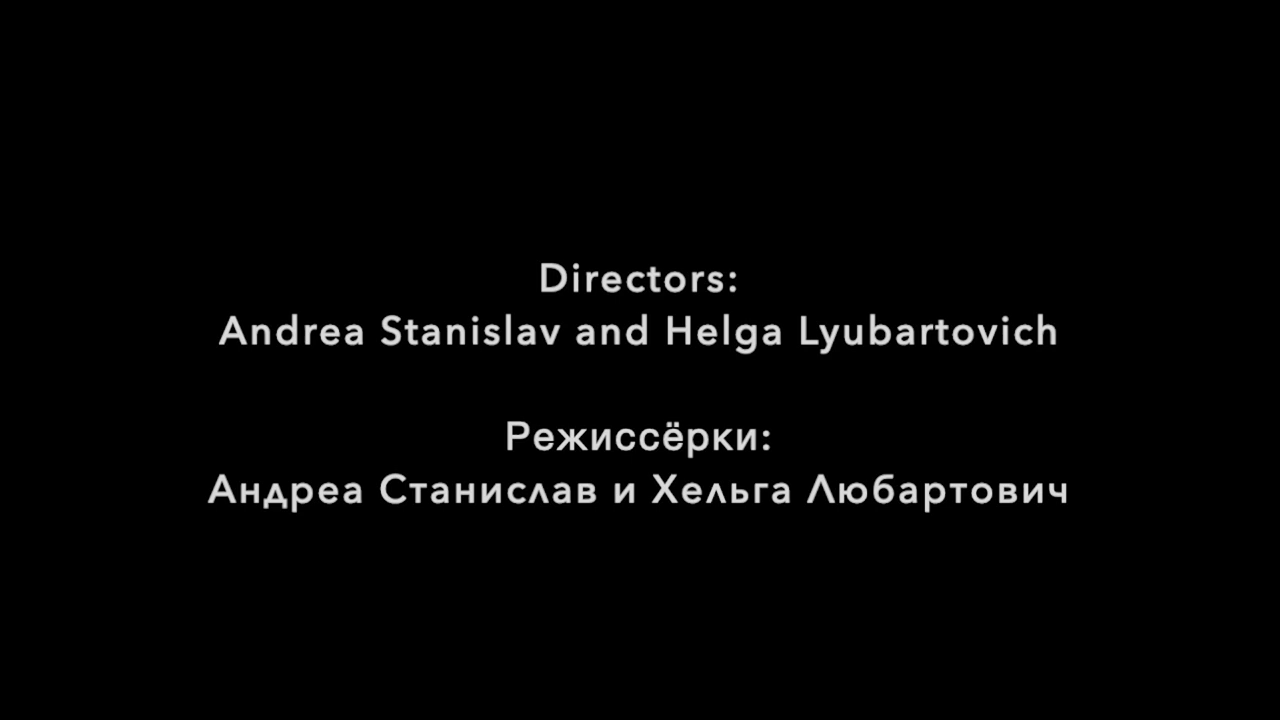 Directors:
Andrea Stanislav and Helga Lyubartovich
Режиссёрки:
Андреа Станислав и Хельга Любартович